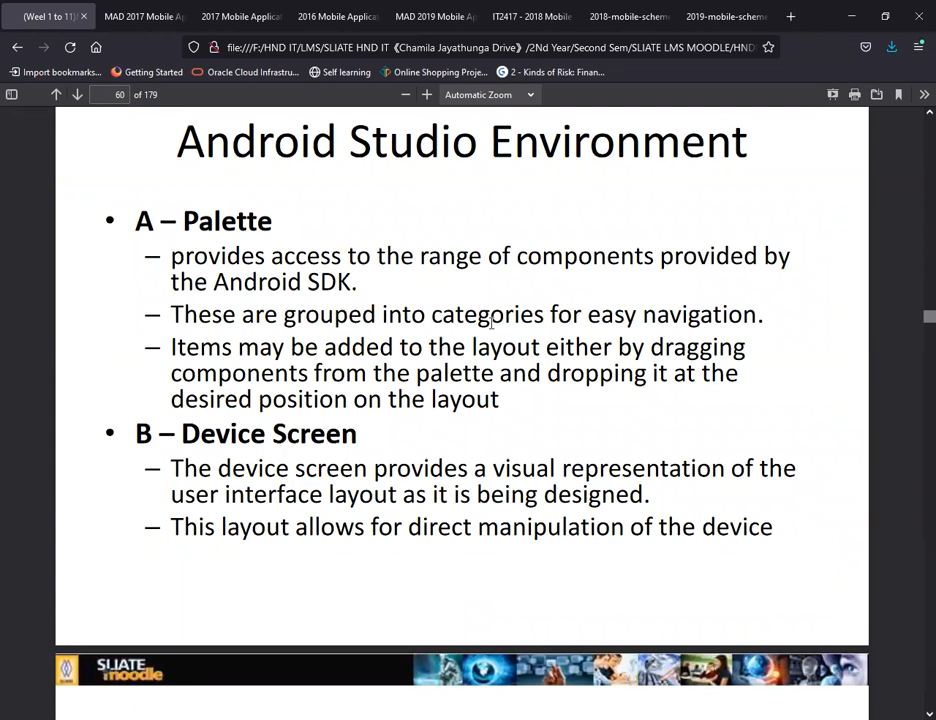 (Weel 1 to 11)
MAD 2017 Mobile Ap
2017 Mobile Applica
2016 Mobile Applica
MAD 2019 Mobile Ap
IT2417 - 2018 Mobile
2018-mobile-scheme
2019-mobile-scheme
file:///F:/HND IT/LMS/SLIATE HND IT 《Chamila Jayathunga Drive》/2Nd Year/Second Sem/SLIATE LMS MOODLE/HND
Import bookmarks...
Getting Started
Oracle Cloud Infrastru...
Self learning
Online Shopping Proje...
2 - Kinds of Risk: Finan...
60 of 179
Automatic Zoom
Android Studio Environment
• A – Palette
– provides access to the range of components provided by
the Android SDK.
– These are grouped into categories for easy navigation.
– Items may be added to the layout either by dragging
components from the palette and dropping it at the
desired position on the layout
• B – Device Screen
– The device screen provides a visual representation of the
user interface layout as it is being designed.
– This layout allows for direct manipulation of the device
SLIATE
moodle